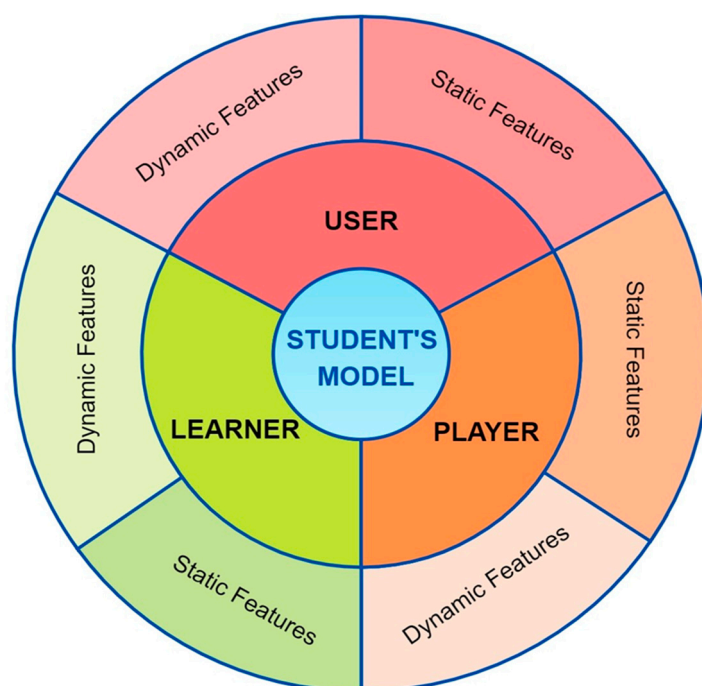 Dynamic Features
Static Features
USER
Dynamic Features
STUDENT'S
MODEL
Static Features
LEARNER
PLAYER
Static Features
Dynamic Features